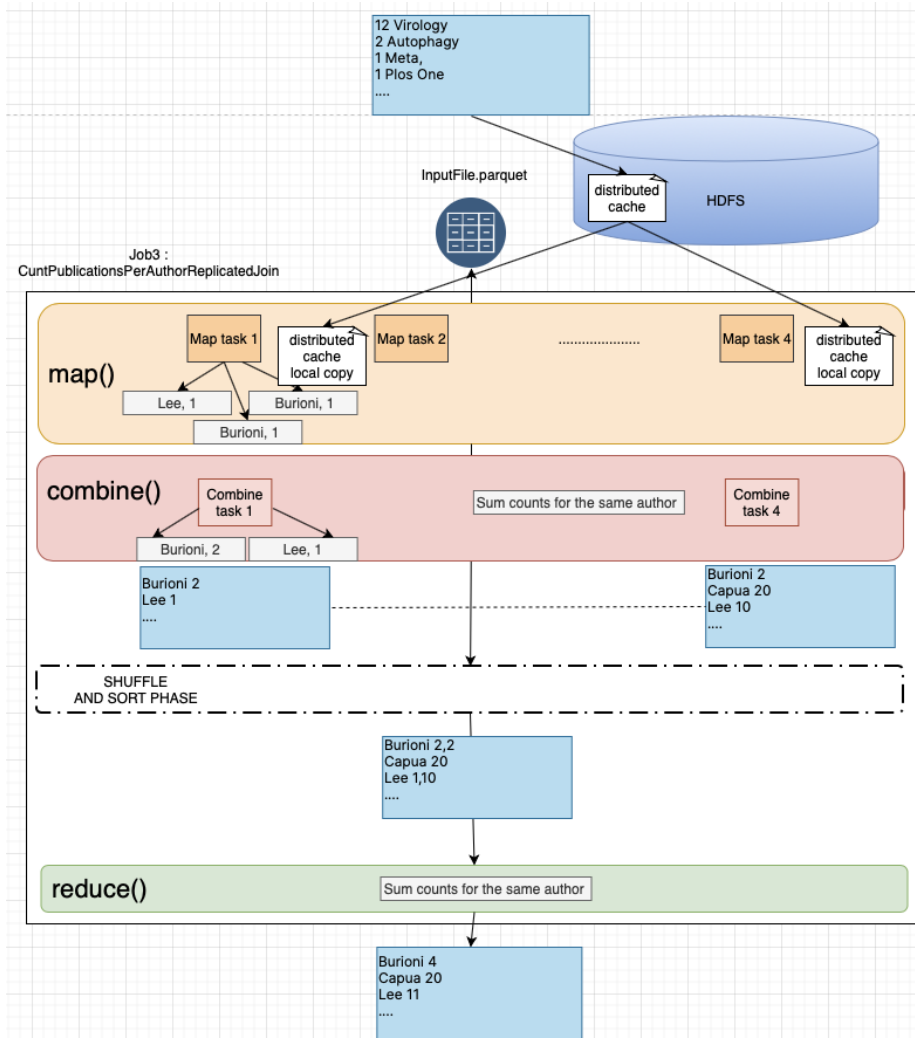 12 Virology
2 Autophagy
1 Meta,
1 Plos One
....
InputFile.parquet
distributed
cache
HDFS
Job3 :
CuntPublicationsPerAuthorReplicatedJoin
map()
Map task 1
distributed
cache
local copy
Map task 2
.....................
Map task 4
distributed
cache
local copy
Lee, 1
Burioni, 1
Burioni, 1
combine()
Combine
task 1
Sum counts for the same author
Combine
task 4
Burioni, 2
Lee, 1
Burioni 2
Lee 1
....
Burioni 2
Capua 20
Lee 10
....
SHUFFLE
AND SORT PHASE
Burioni 2,2
Capua 20
Lee 1,10
....
reduce()
Sum counts for the same author
Burioni 4
Capua 20
Lee 11
....